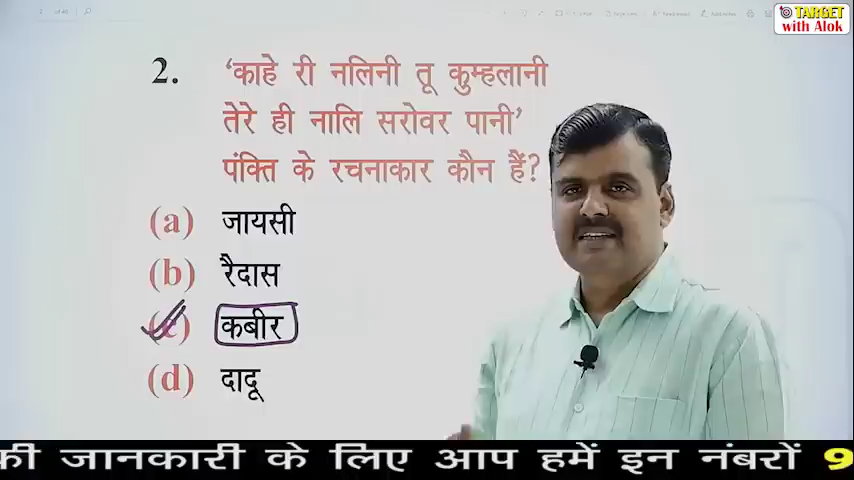 TARGET
with Alok
2. 'काहे री नलिनी तू कुम्हलानी
तेरे ही नालि सरोवर पानी'
पंक्ति के रचनाकार कौन हैं?
(a) जायसी
(b) रैदास
(c) कबीर
(d) दादू
की जानकारी के लिए आप हमें इन नंबरों 9